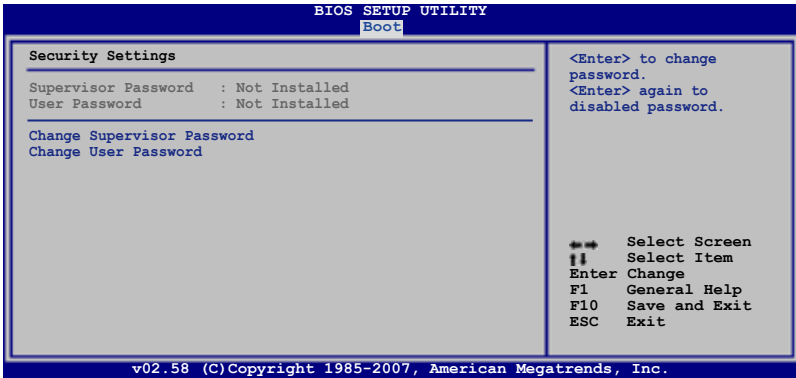 BIOS SETUP UTILITY
Boot
Security Settings
Supervisor Password : Not Installed
User Password : Not Installed
Change Supervisor Password
Change User Password
<Enter> to change
password.
<Enter> again to
disabled password.
Select Screen
Select Item
Enter Change
F1 General Help
F10 Save and Exit
ESC Exit
v02.58 (C)Copyright 1985-2007, American Megatrends, Inc.